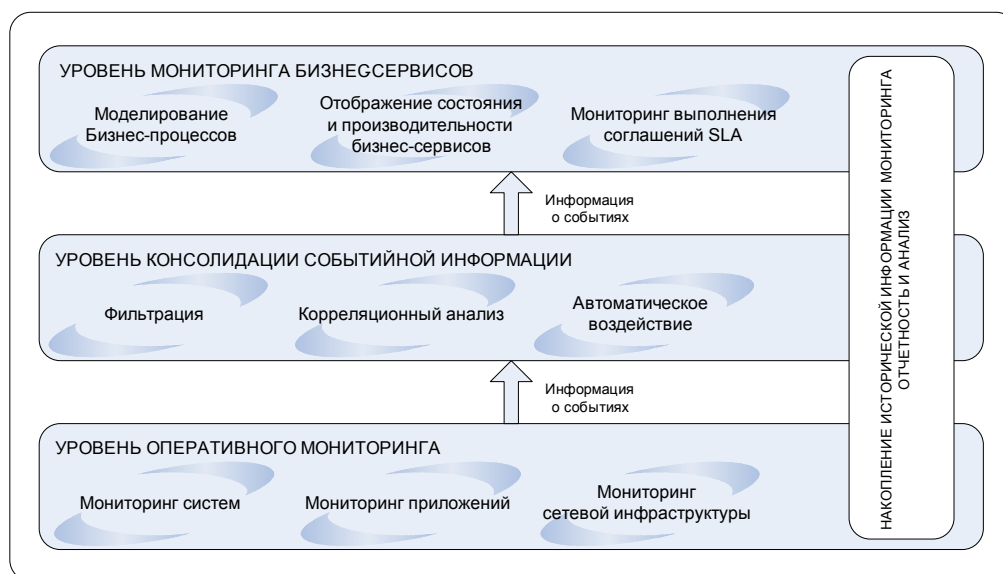 УРОВЕНЬ МОНИТОРИНГА БИЗНЕССЕРВИСОВ
Моделирование
Бизнес-процессов
Отображение состояния
и производительности
бизнес-сервисов
Мониторинг выполнения
соглашений SLA
Информация
о событиях
УРОВЕНЬ КОНСОЛИДАЦИИ СОБЫТИЙНОЙ ИНФОРМАЦИИ
Фильтрация
Корреляционный анализ
Автоматическое
воздействие
Информация
о событиях
УРОВЕНЬ ОПЕРАТИВНОГО МОНИТОРИНГА
Мониторинг систем
Мониторинг приложений
Мониторинг
сетевой инфраструктуры
НАКОПЛЕНИЕ ИСТОРИЧЕСКОЙ ИНФОРМАЦИИ МОНИТОРИНГА
ОТЧЕТНОСТЬ И АНАЛИЗ